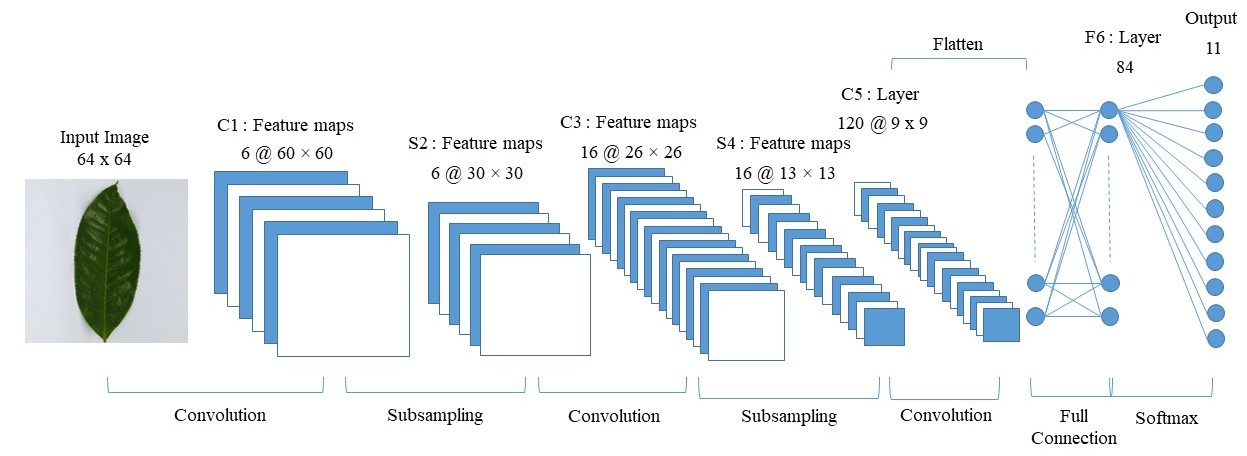 Input Image
64 x 64
C1 : Feature maps
6 @ 60 × 60
S2 : Feature maps
6 @ 30 × 30
C3 : Feature maps
16 @ 26 × 26
S4 : Feature maps
16 @ 13 × 13
C5 : Layer
120 @ 9 x 9
Flatten
F6 : Layer
84
Output
11
Convolution
Subsampling
Convolution
Subsampling
Convolution
Full
Connection
Softmax